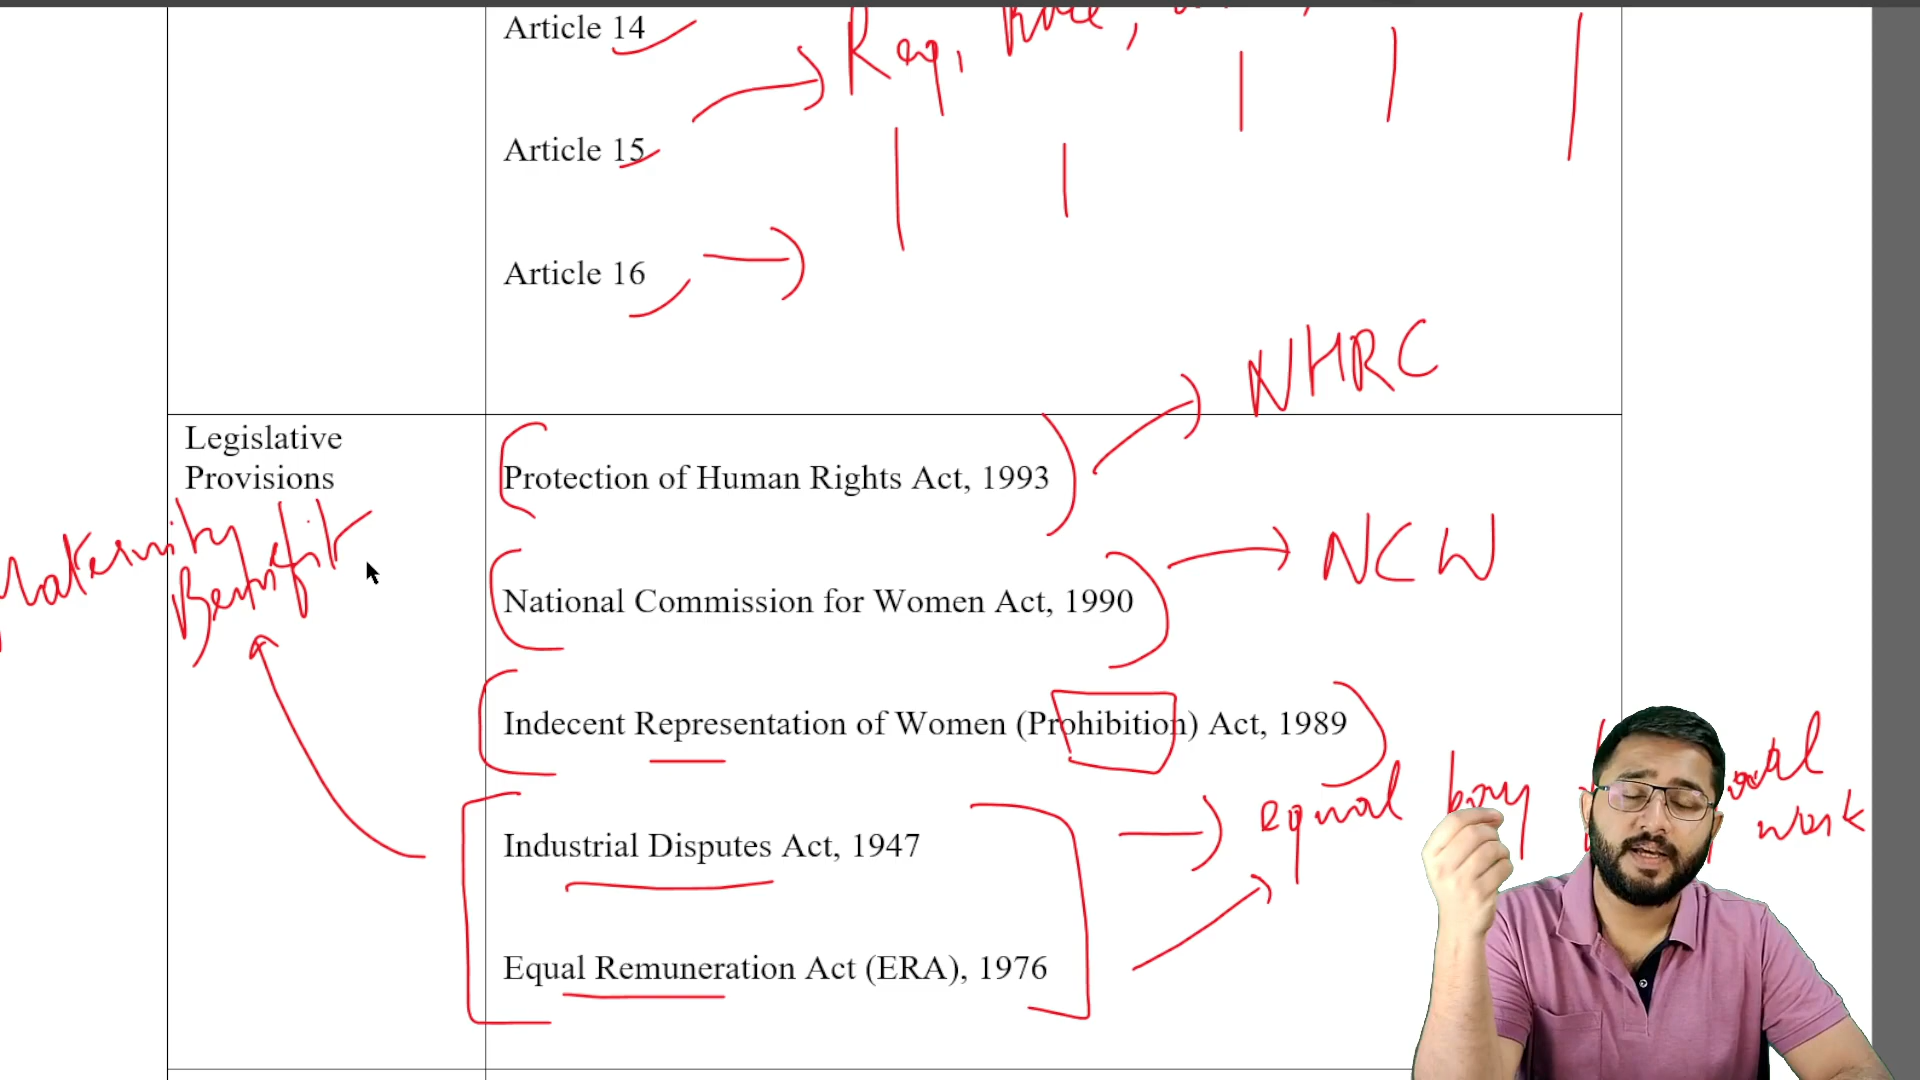 Article 14
Req,
Article 15
Article 16
NHRC
Legislative
Provisions
Protection of Human Rights Act, 1993
Maternity
Benefit
NCW
National Commission for Women Act, 1990
Indecent Representation of Women (Prohibition) Act, 1989
equal
work
Industrial Disputes Act, 1947
Equal Remuneration Act (ERA), 1976